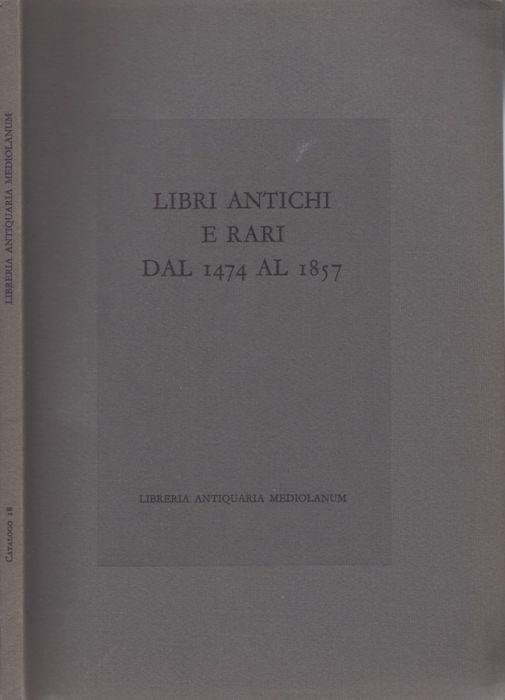 LIBRI ANTICHI
E RARI
DAL 1474 AL 1857
LIBRERIA ANTIQUARIA MEDIOLANUM
LIBRERIA ANTIQUARIA MEDIOLANUM
CATALOGO 18